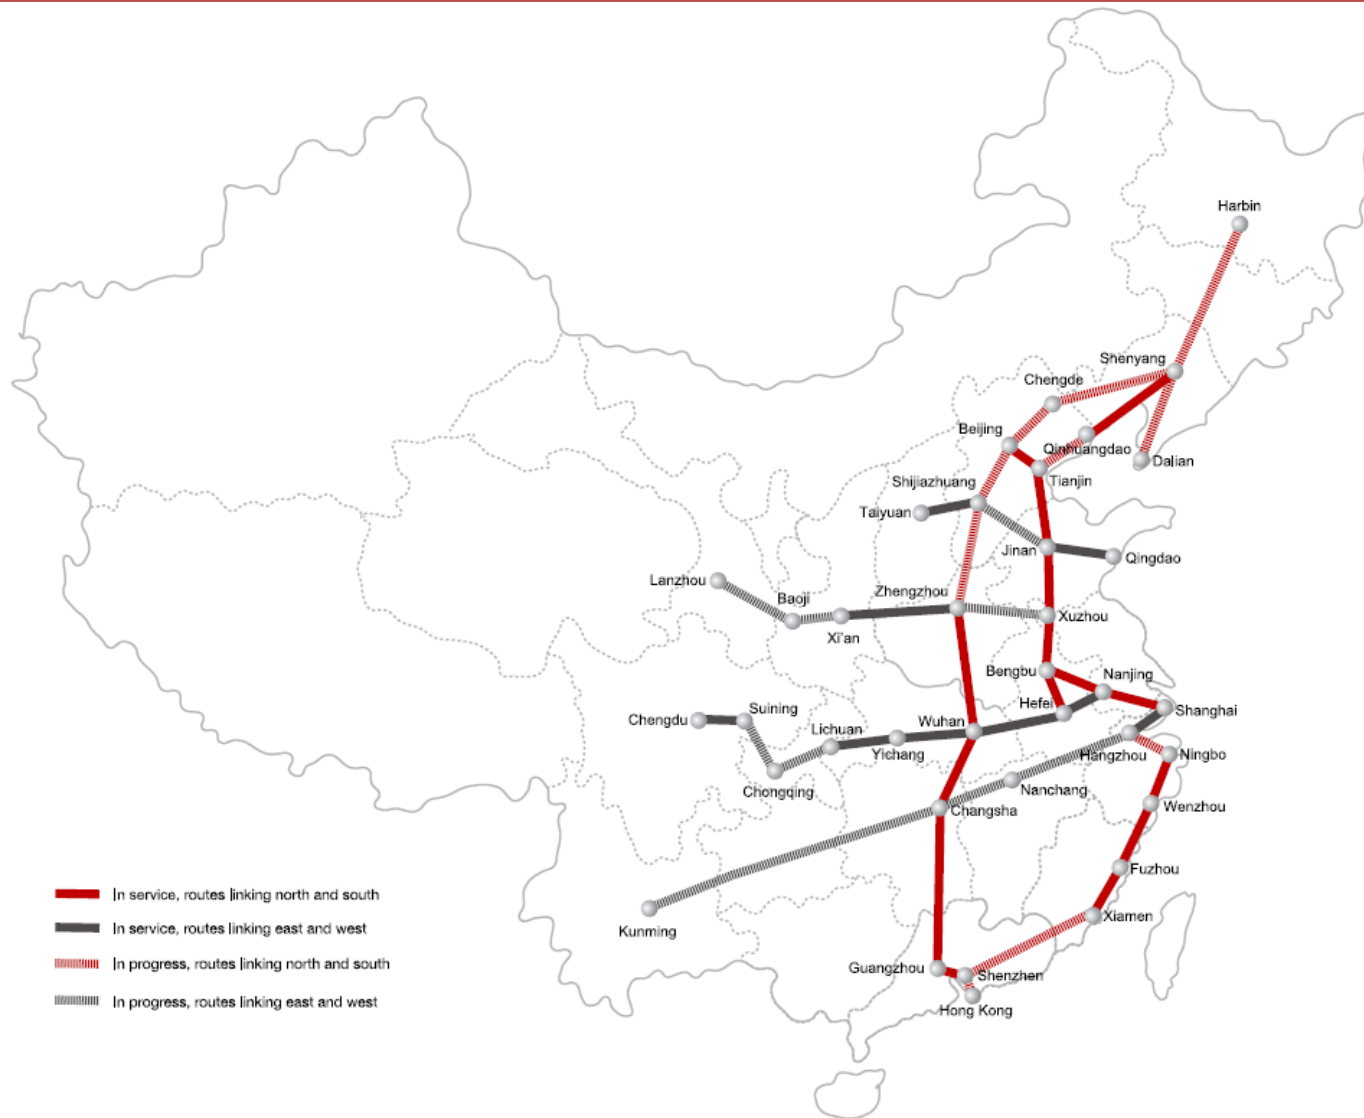 Harbin
Shenyang
Chengde
Beijing
Qinhuangdao
Dalian
Tianjin
Shijiazhuang
Taiyuan
Jinan
Qingdao
Lanzhou
Baoji
Zhengzhou
Xi'an
Xuzhou
Bengbu
Nanjing
Hefei
Shanghai
Chengdu
Suining
Lichuan
Wuhan
Yichang
Hangzhou
Ningbo
Chongqing
Nanchang
Changsha
Wenzhou
Fuzhou
Xiamen
Kunming
Guangzhou
Shenzhen
Hong Kong
In service, routes linking north and south
In service, routes linking east and west
In progress, routes linking north and south
In progress, routes linking east and west